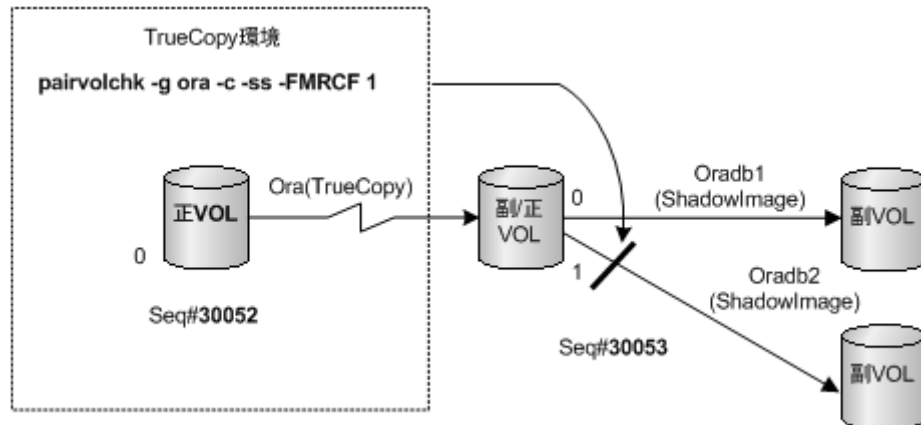 TrueCopy環境
pairvolchk -g ora -c -ss -FMRCF 1
Ora(TrueCopy)
正VOL
0
Seq#30052
副/正
VOL
0
1
Oradb1
(ShadowImage)
副VOL
Oradb2
(ShadowImage)
Seq#30053
副VOL